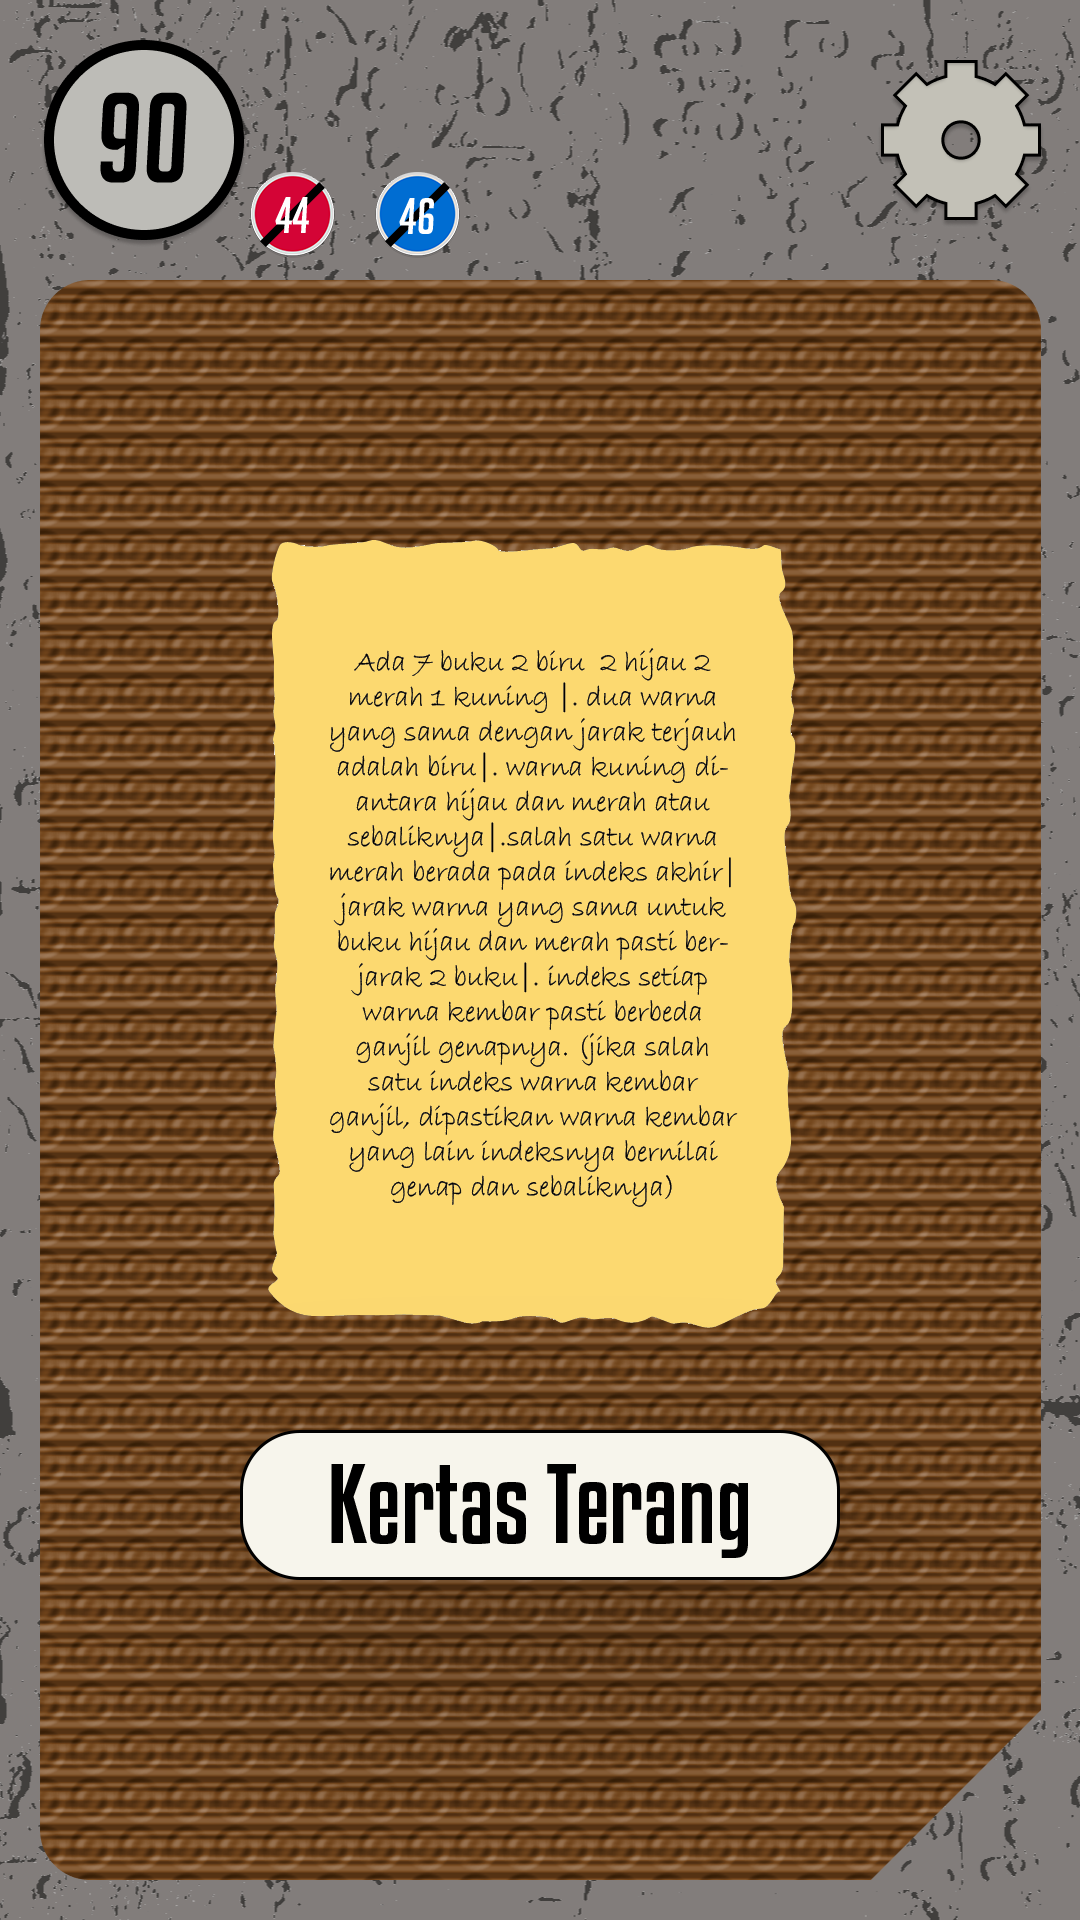 90
44
46
Ada 7 buku 2 biru 2 hijau 2
merah 1 kuning |. dua warna
yang sama dengan jarak terjauh
adalah biru|. warna kuning di-
antara hijau dan merah atau
sebaliknya|.salah satu warna
merah berada pada indeks akhir|
jarak warna yang sama untuk
buku hijau dan merah pasti ber-
jarak 2 buku|. indeks setiap
warna kembar pasti berbeda
ganjil genapnya. (jika salah
satu indeks warna kembar
ganjil, dipastikan warna kembar
yang lain indeksnya bernilai
genap dan sebaliknya)
Kertas Terang